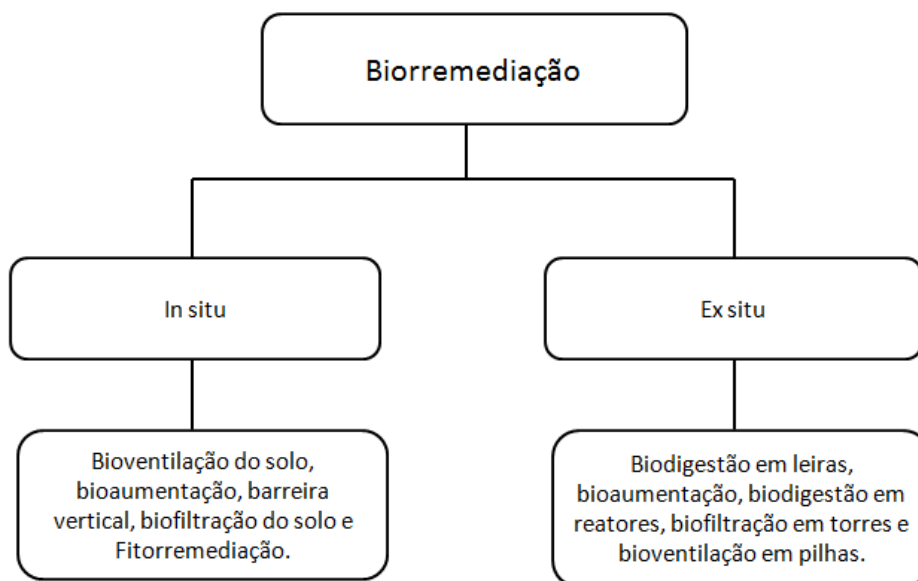 Biorremediação
In situ
Ex situ
Bioventilação do solo,
bioaumentação, barreira
vertical, biofiltração do solo e
Fitorremediação.
Biodigestão em leiras,
bioaumentação, biodigestão em
reatores, biofiltração em torres e
bioventilação em pilhas.